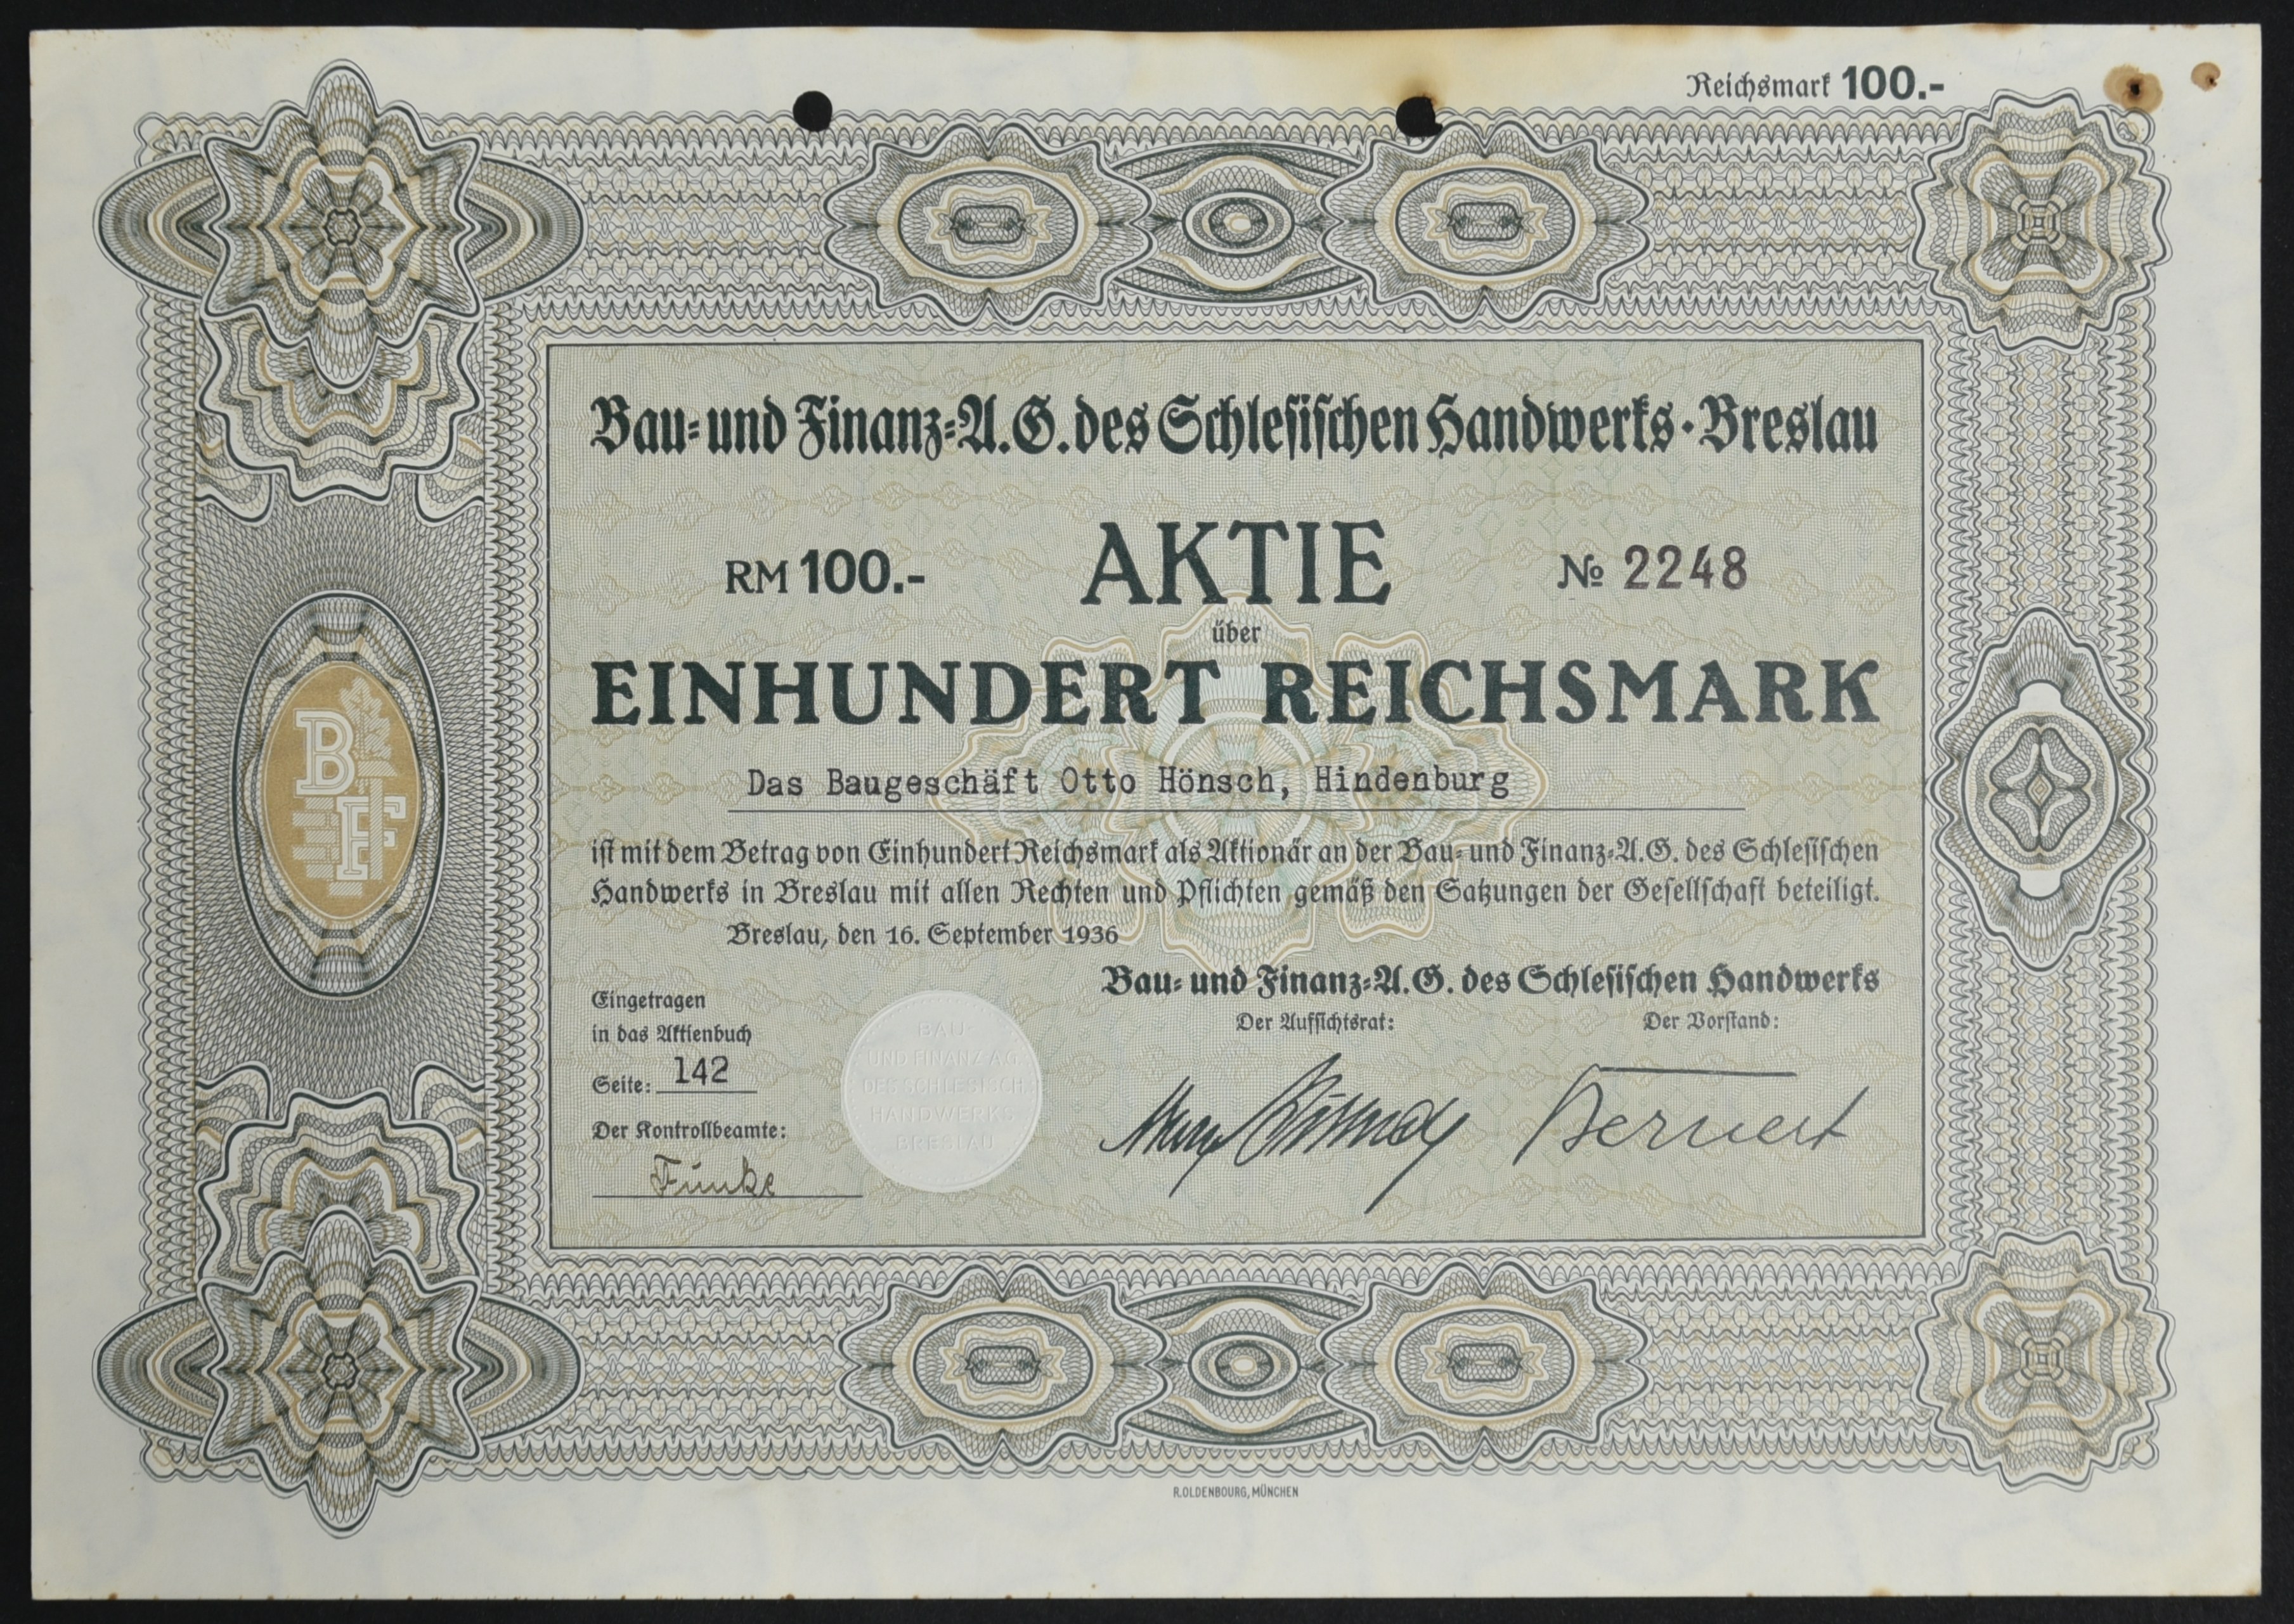 Reichsmark 100.-
Bau- und Finanz-A.G. des Schlesischen Handwerks · Breslau
RM 100.- AKTIE № 2248
über
EINHUNDERT REICHSMARK
Das Baugeschäft Otto Hönsch, Hindenburg
ist mit dem Betrag von Einhundert Reichsmark als Aktionär an der Bau- und Finanz-A.G. des Schlesischen
Handwerks in Breslau mit allen Rechten und Pflichten gemäß den Satzungen der Gesellschaft beteiligt.
Breslau, den 16. September 1936
Bau- und Finanz-A.G. des Schlesischen Handwerks
Der Aufsichtsrat: Der Vorstand:
Bernert
Eingetragen
in das Aktienbuch
Seite: 142
Der Kontrollbeamte:
Funke
BAU
UND FINANZ AG
DES SCHLESISCH.
HANDWERKS
BRESLAU
B F
R. OLDENBOURG, MÜNCHEN